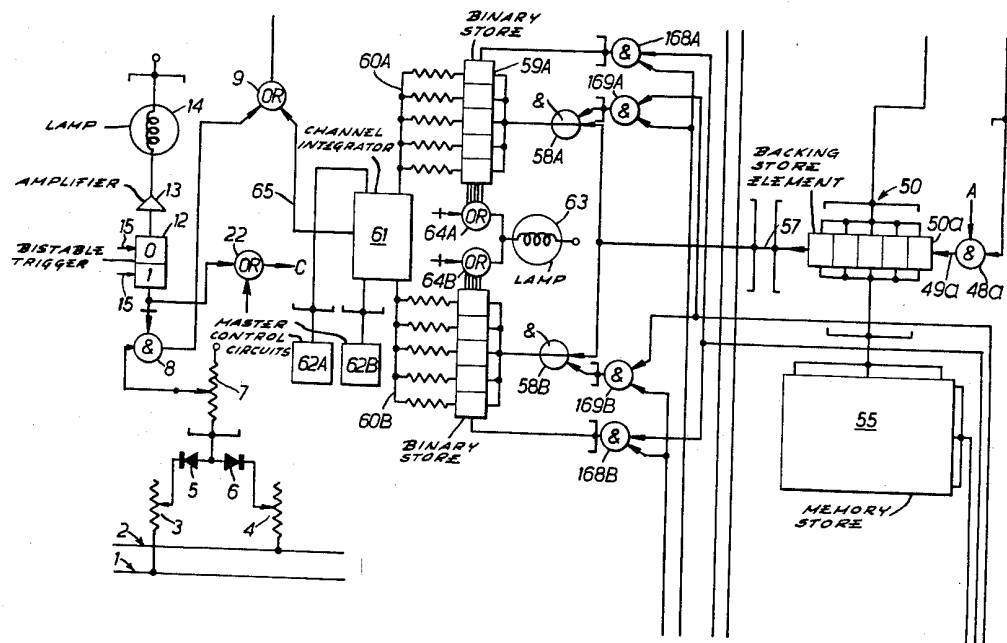 BINARY
STORE
168A
&
60A
59A
169A
&
9
OR
14
LAMP
CHANNEL
INTEGRATOR
&
58A
BACKING
STORE
ELEMENT
50
A
AMPLIFIER
13
65
61
OR
64A
63
57
50a
&
49a
48a
12
0
1
15
BISTABLE
TRIGGER
15
22
OR
C
OR
64B
LAMP
MASTER
CONTROL
CIRCUITS
62A
62B
&
8
7
&
58B
&
169B
60B
BINARY
STORE
&
168B
55
MEMORY
STORE
5
6
3
4
2
1